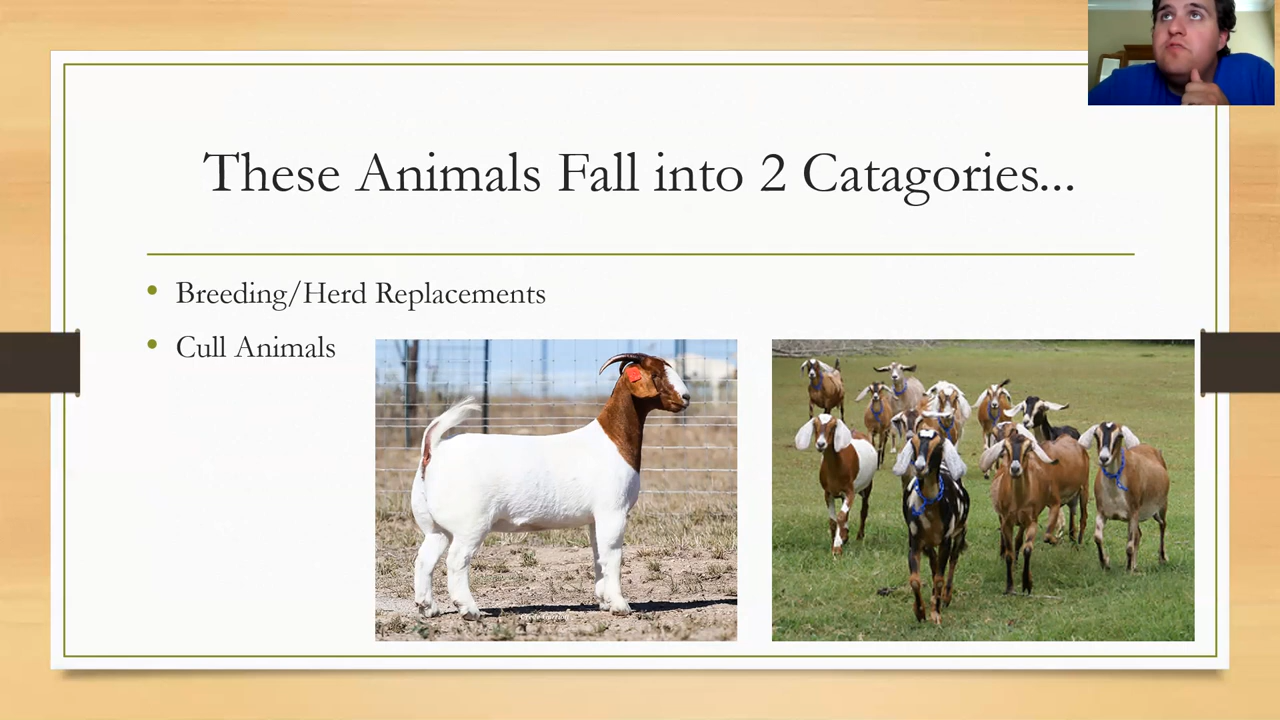 These Animals Fall into 2 Catagories...
• Breeding/Herd Replacements
• Cull Animals